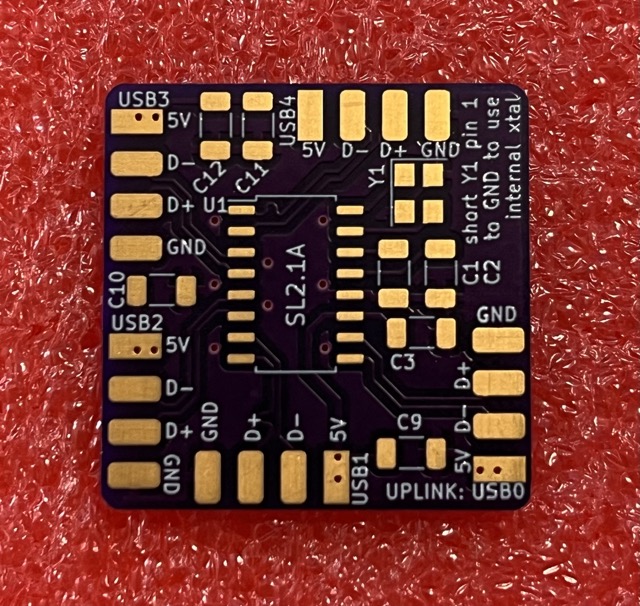 USB3
5V
D-
D+
GND
C12
C11
USB4
5V
D-
D+
GND
Y1
short Y1 pin 1
to GND to use
internal xtal
U1
SL2.1A
C10
C1
C2
C3
USB2
5V
D-
D+
GND
GND
D+
D-
5V
USB1
C9
GND
D+
D-
5V
UPLINK: USB0